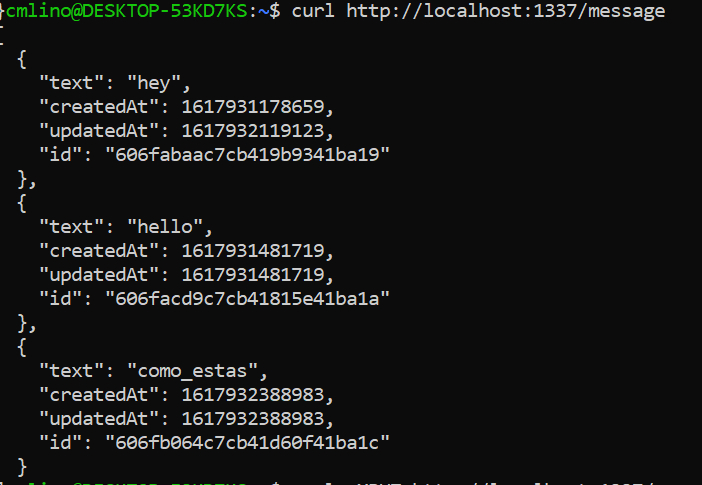 }cmlino@DESKTOP-53KD7KS:~$ curl http://localhost:1337/message
[
  {
    "text": "hey",
    "createdAt": 1617931178659,
    "updatedAt": 1617932119123,
    "id": "606fabaac7cb419b9341ba19"
  },
  {
    "text": "hello",
    "createdAt": 1617931481719,
    "updatedAt": 1617931481719,
    "id": "606facd9c7cb41815e41ba1a"
  },
  {
    "text": "como_estas",
    "createdAt": 1617932388983,
    "updatedAt": 1617932388983,
    "id": "606fb064c7cb41d60f41ba1c"
  }